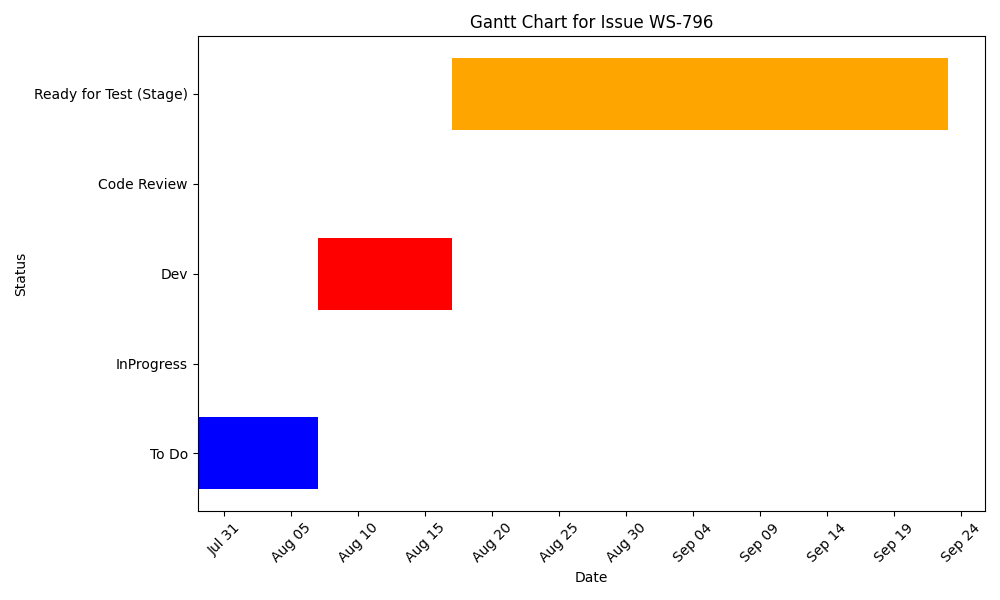 Gantt Chart for Issue WS-796
Ready for Test (Stage)
Code Review
Dev
InProgress
To Do
Status
Jul 31
Aug 05
Aug 10
Aug 15
Aug 20
Aug 25
Aug 30
Sep 04
Sep 09
Sep 14
Sep 19
Sep 24
Date